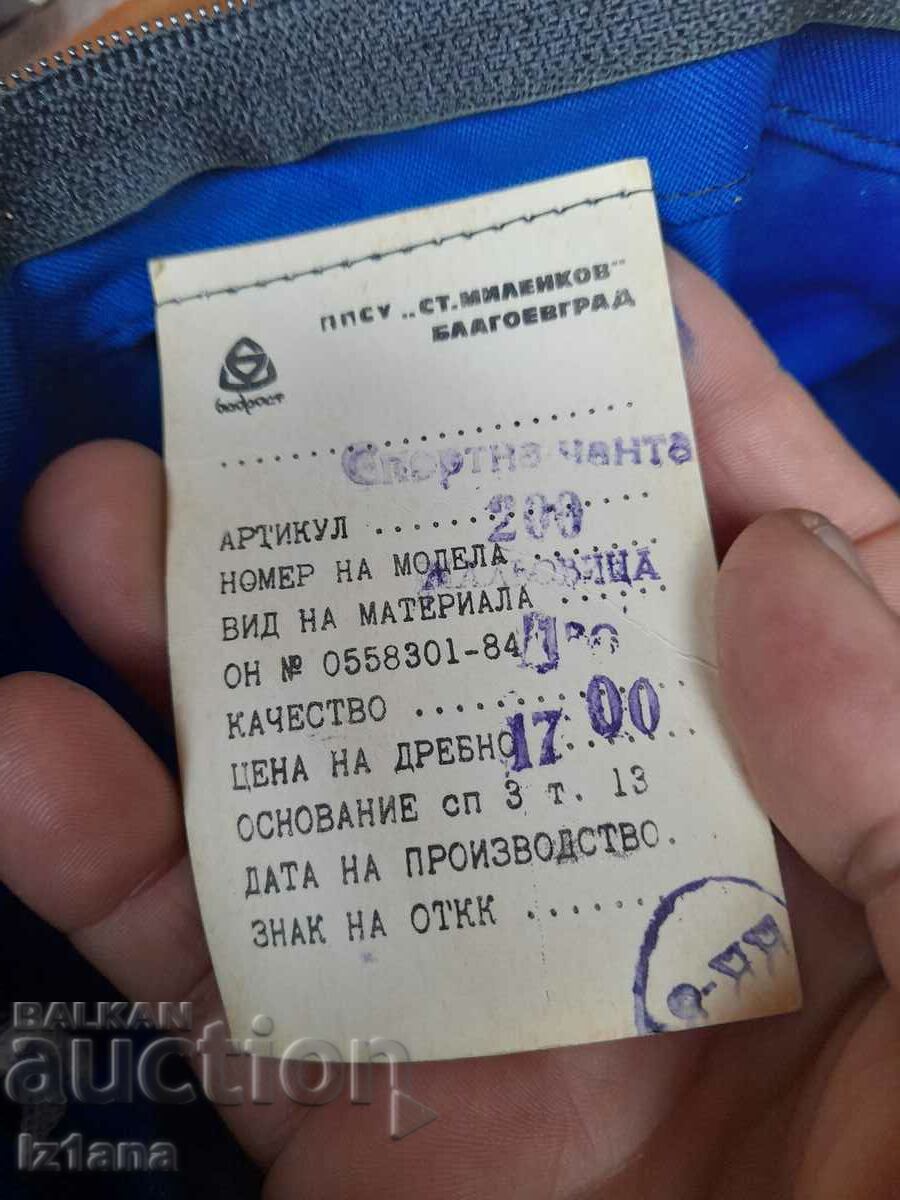 ППСУ „СТ.МИЛЕНКОВ"
БЛАГОЕВГРАД
бодрост
Спортна чанта
АРТИКУЛ .......... 200
НОМЕР НА МОДЕЛА .......
ВИД НА МАТЕРИАЛА ......
ОН № 0558301-84
КАЧЕСТВО ..............
ЦЕНА НА ДРЕБНО 17 00
ОСНОВАНИЕ сп 3 т. 13
ДАТА НА ПРОИЗВОДСТВО.
ЗНАК НА ОТКК .......
BALKAN
auction
Iz1ana